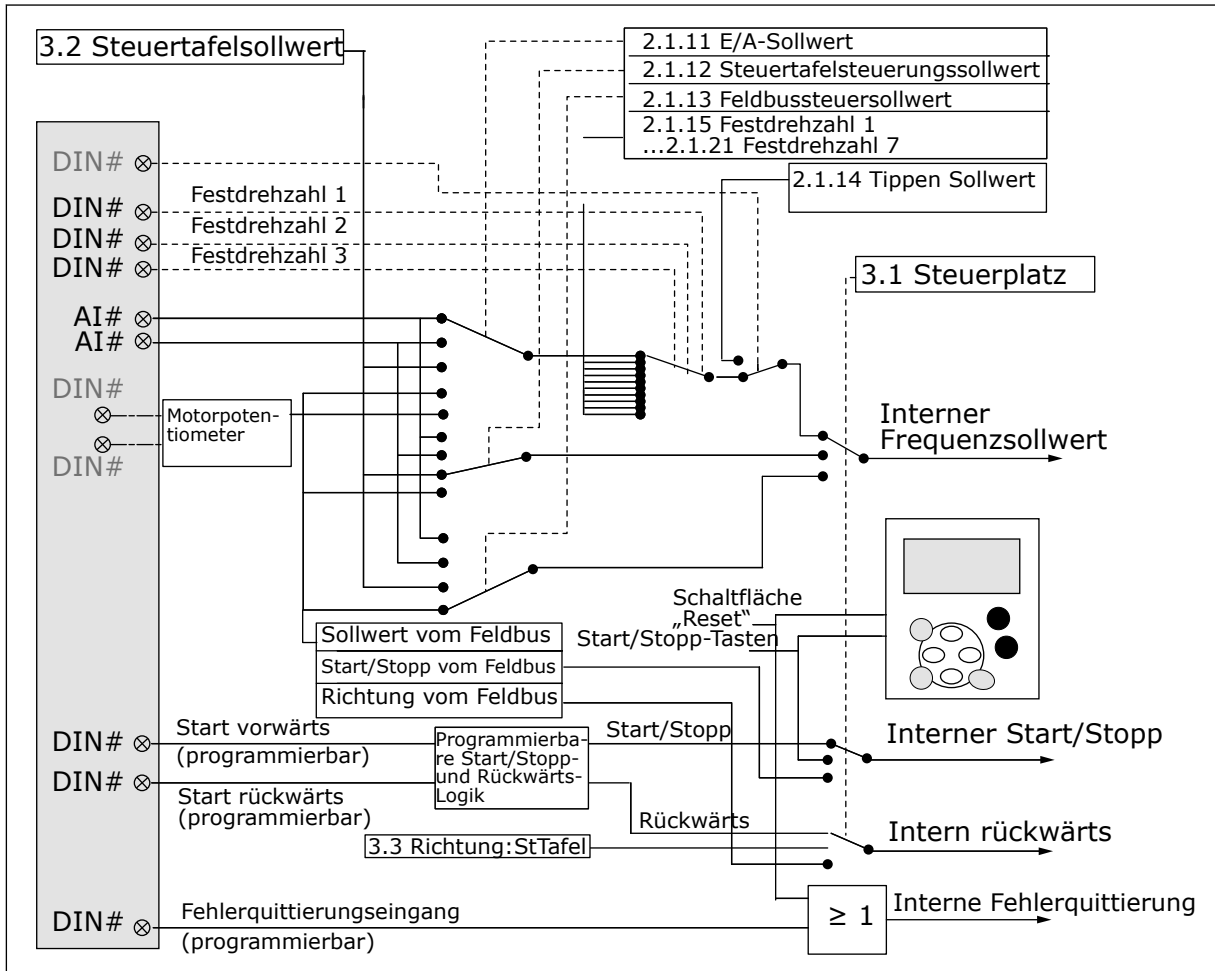 3.2 Steuertafelsollwert
2.1.11 E/A-Sollwert
2.1.12 Steuertafelsteuerungssollwert
2.1.13 Feldbussteuersollwert
2.1.15 Festdrehzahl 1
...2.1.21 Festdrehzahl 7
2.1.14 Tippen Sollwert
3.1 Steuerplatz
DIN#
DIN#
Festdrehzahl 1
DIN#
Festdrehzahl 2
DIN#
Festdrehzahl 3
AI#
AI#
DIN#
Motorpoten-
tiometer
DIN#
Interner
Frequenzsollwert
Schaltfläche
„Reset“
Start/Stopp-Tasten
Sollwert vom Feldbus
Start/Stopp vom Feldbus
Richtung vom Feldbus
DIN#
Start vorwärts
(programmierbar)
DIN#
Start rückwärts
(programmierbar)
Programmierba-
re Start/Stopp-
und Rückwärts-
Logik
Start/Stopp
Interner Start/Stopp
Rückwärts
3.3 Richtung:StTafel
Intern rückwärts
DIN#
Fehlerquittierungseingang
(programmierbar)
≥ 1
Interne Fehlerquittierung